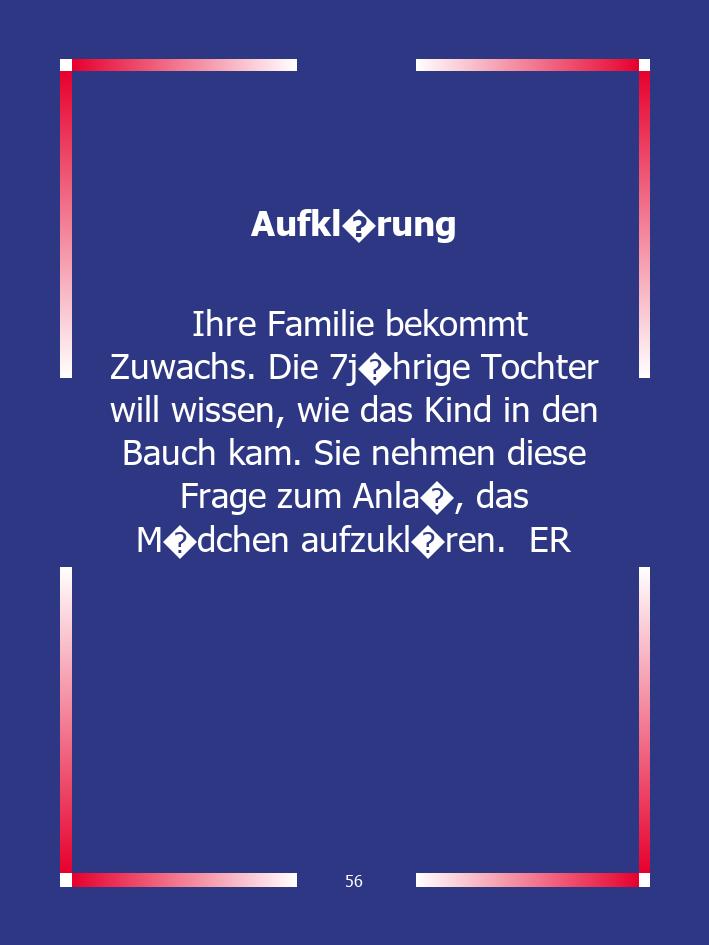 Aufkl�rung
Ihre Familie bekommt
Zuwachs. Die 7j�hrige Tochter
will wissen, wie das Kind in den
Bauch kam. Sie nehmen diese
Frage zum Anla�, das
M�dchen aufzukl�ren.  ER
56